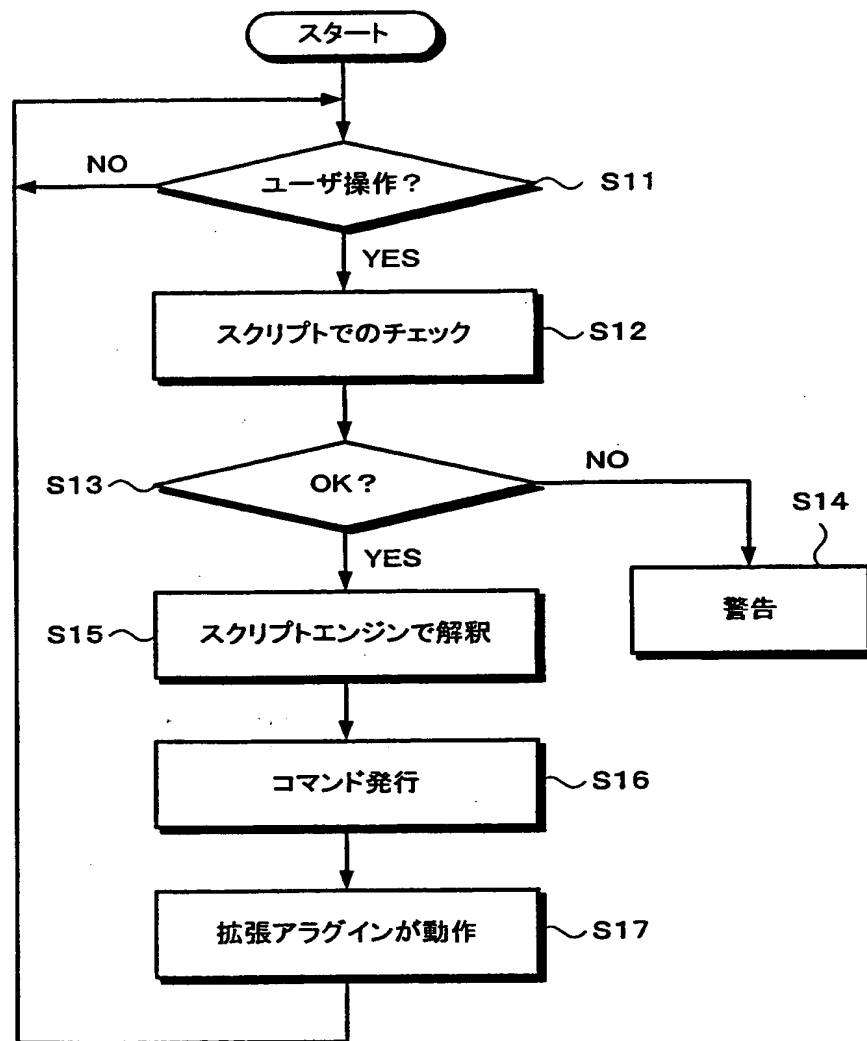 スタート
NO
ユーザ操作?
S11
YES
スクリプトでのチェック
S12
S13
OK?
NO
S14
YES
警告
S15
スクリプトエンジンで解釈
コマンド発行
S16
拡張アラグインが動作
S17